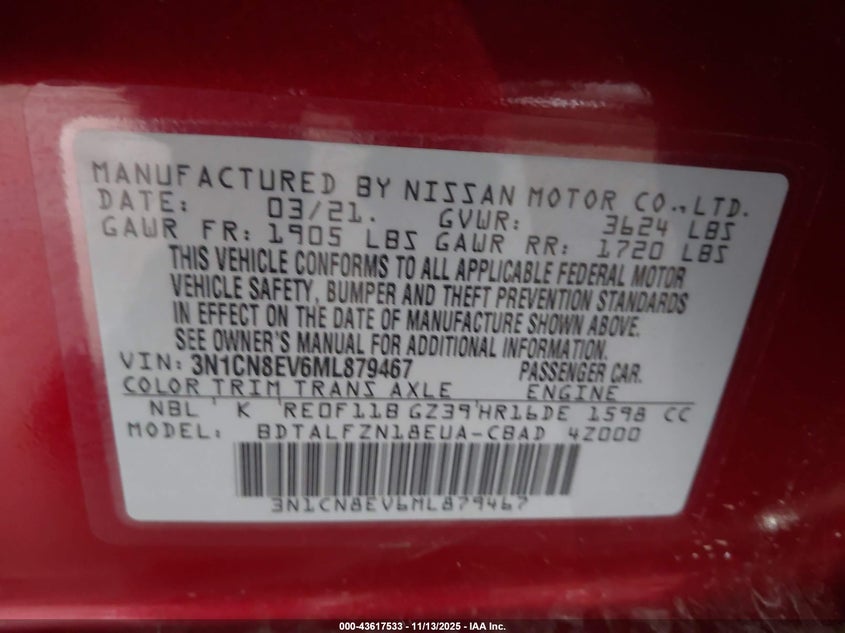 MANUFACTURED BY NISSAN MOTOR CO.,LTD.
DATE: 03/21. GVWR: 3624 LBS
GAWR FR: 1905 LBS GAWR RR: 1720 LBS
THIS VEHICLE CONFORMS TO ALL APPLICABLE FEDERAL MOTOR
VEHICLE SAFETY, BUMPER AND THEFT PREVENTION STANDARDS
IN EFFECT ON THE DATE OF MANUFACTURE SHOWN ABOVE.
SEE OWNER'S MANUAL FOR ADDITIONAL INFORMATION.
VIN: 3N1CN8EV6ML879467 PASSENGER CAR.
COLOR TRIM TRANS AXLE ENGINE
NBL K RE0F11B GZ39 HR16DE 1598 CC
MODEL: BDTALFZN18EUA-CBAD 4Z000
3N1CN8EV6ML879467
000-43617533 - 11/13/2025 - IAA Inc.